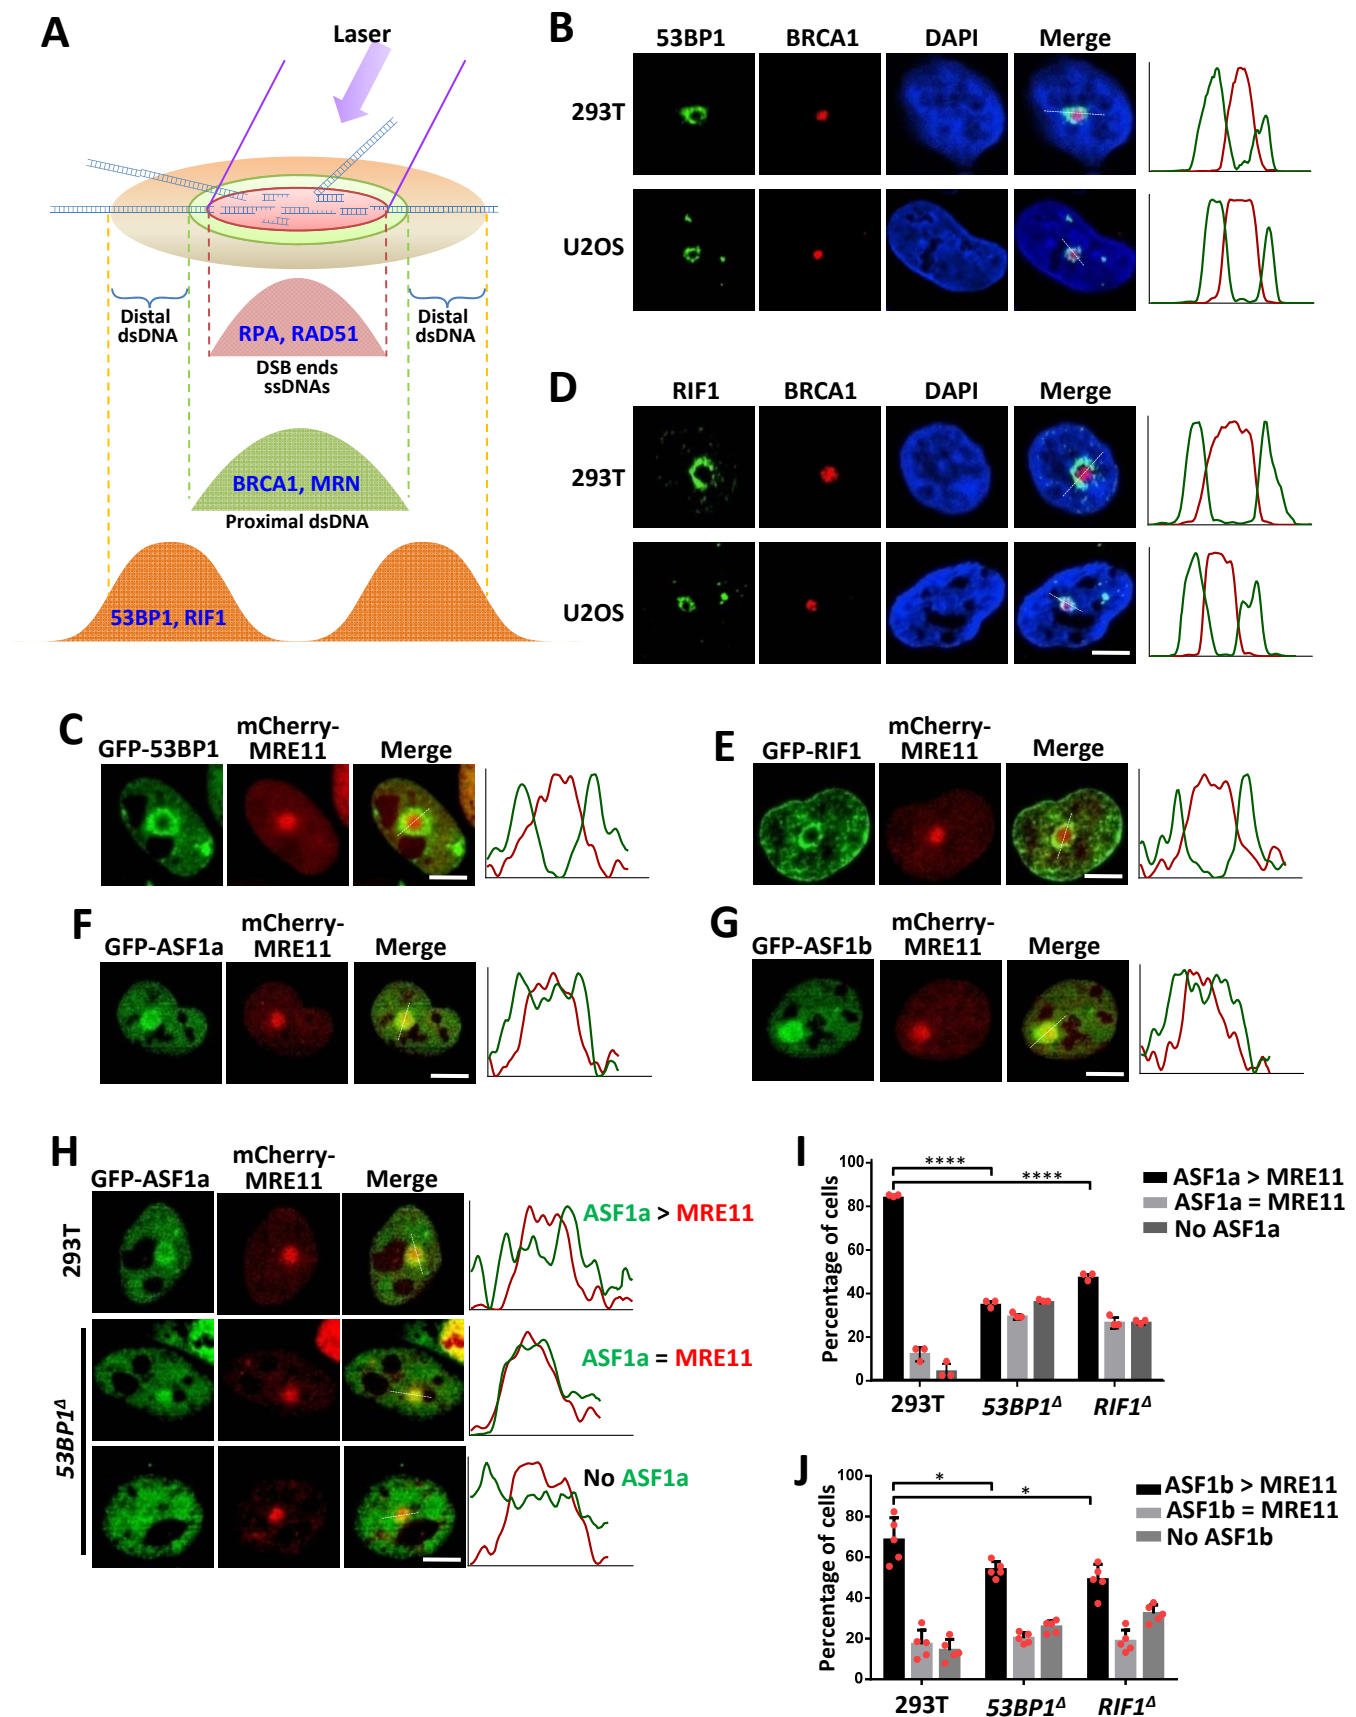 A
Laser
Distal
dsDNA
Distal
dsDNA
RPA, RAD51
DSB ends
ssDNAs
BRCA1, MRN
Proximal dsDNA
53BP1, RIF1
B
53BP1 BRCA1 DAPI Merge
293T
U2OS
D
RIF1 BRCA1 DAPI Merge
293T
U2OS
C
GFP-53BP1 mCherry-MRE11 Merge
E
GFP-RIF1 mCherry-MRE11 Merge
F
GFP-ASF1a mCherry-MRE11 Merge
G
GFP-ASF1b mCherry-MRE11 Merge
H
GFP-ASF1a mCherry-MRE11 Merge
293T
ASF1a > MRE11
53BP1Δ
ASF1a = MRE11
No ASF1a
I
Percentage of cells
100
80
60
40
20
0
**** ****
ASF1a > MRE11
ASF1a = MRE11
No ASF1a
293T 53BP1Δ RIF1Δ
J
Percentage of cells
100
80
60
40
20
0
* *
ASF1b > MRE11
ASF1b = MRE11
No ASF1b
293T 53BP1Δ RIF1Δ